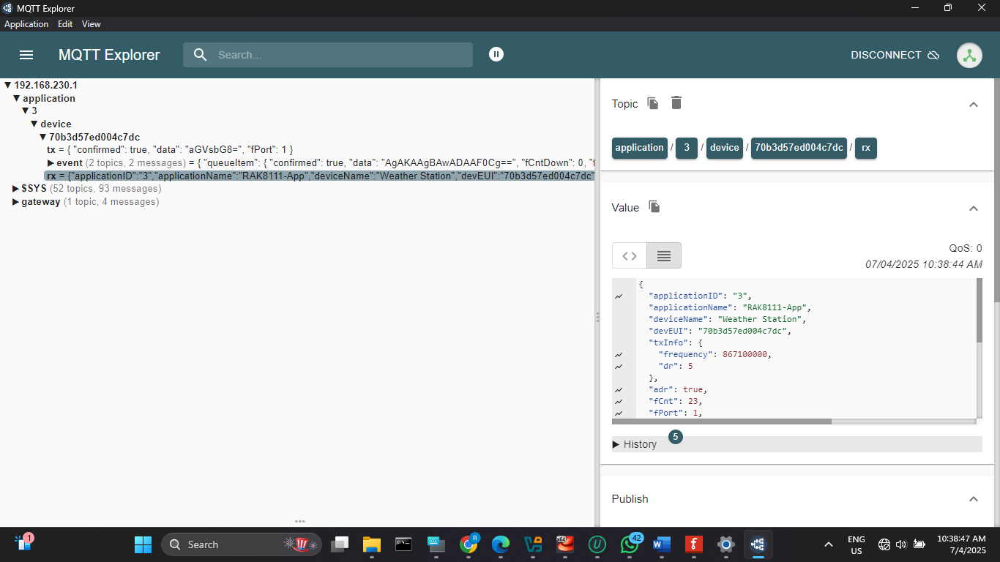 MQTT Explorer
Application Edit View
MQTT Explorer
Search...
DISCONNECT
192.168.230.1
application
3
device
70b3d57ed004c7dc
tx = { "confirmed": true, "data": "aGVsbG8=", "fPort": 1 }
event (2 topics, 2 messages) = { "queueItem": { "confirmed": true, "data": "AgAKAAgBAwADAAF0Cg==", "fCntDown": 0, "f
rx = {"applicationID":"3","applicationName":"RAK8111-App","deviceName":"Weather Station","devEUI":"70b3d57ed004c7dc"
$SYS (52 topics, 93 messages)
gateway (1 topic, 4 messages)
Topic
application / 3 / device / 70b3d57ed004c7dc / rx
Value
QoS: 0
07/04/2025 10:38:44 AM
{
"applicationID": "3",
"applicationName": "RAK8111-App",
"deviceName": "Weather Station",
"devEUI": "70b3d57ed004c7dc",
"txInfo": {
"frequency": 867100000,
"dr": 5
},
"adr": true,
"fCnt": 23,
"fPort": 1,
History 5
Publish
1
Search
x64
R
42
ENG
US
10:38:47 AM
7/4/2025